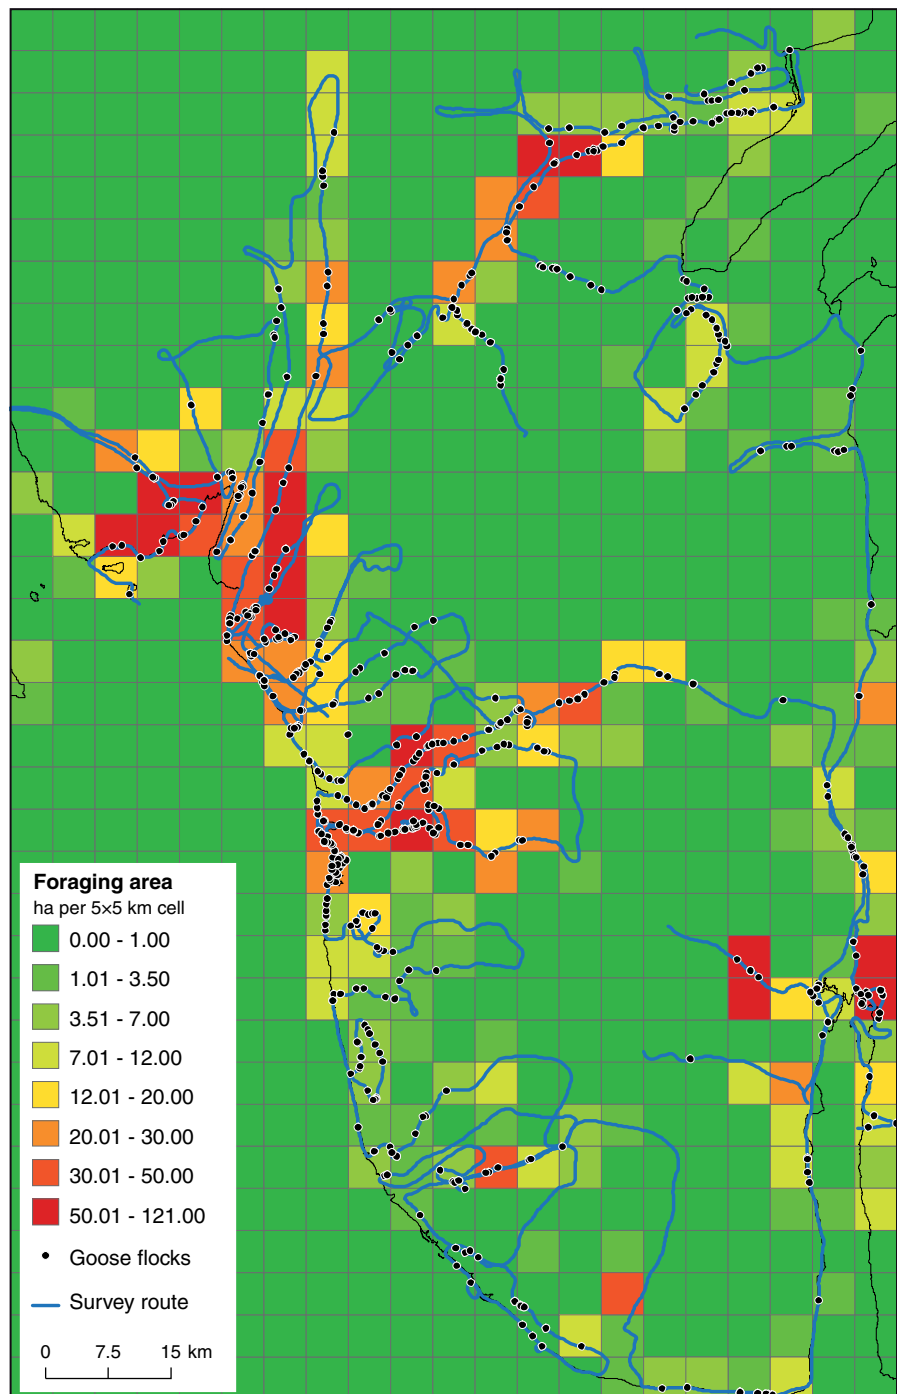 Foraging area
ha per 5×5 km cell
0.00 - 1.00
1.01 - 3.50
3.51 - 7.00
7.01 - 12.00
12.01 - 20.00
20.01 - 30.00
30.01 - 50.00
50.01 - 121.00
Goose flocks
Survey route
0 7.5 15 km